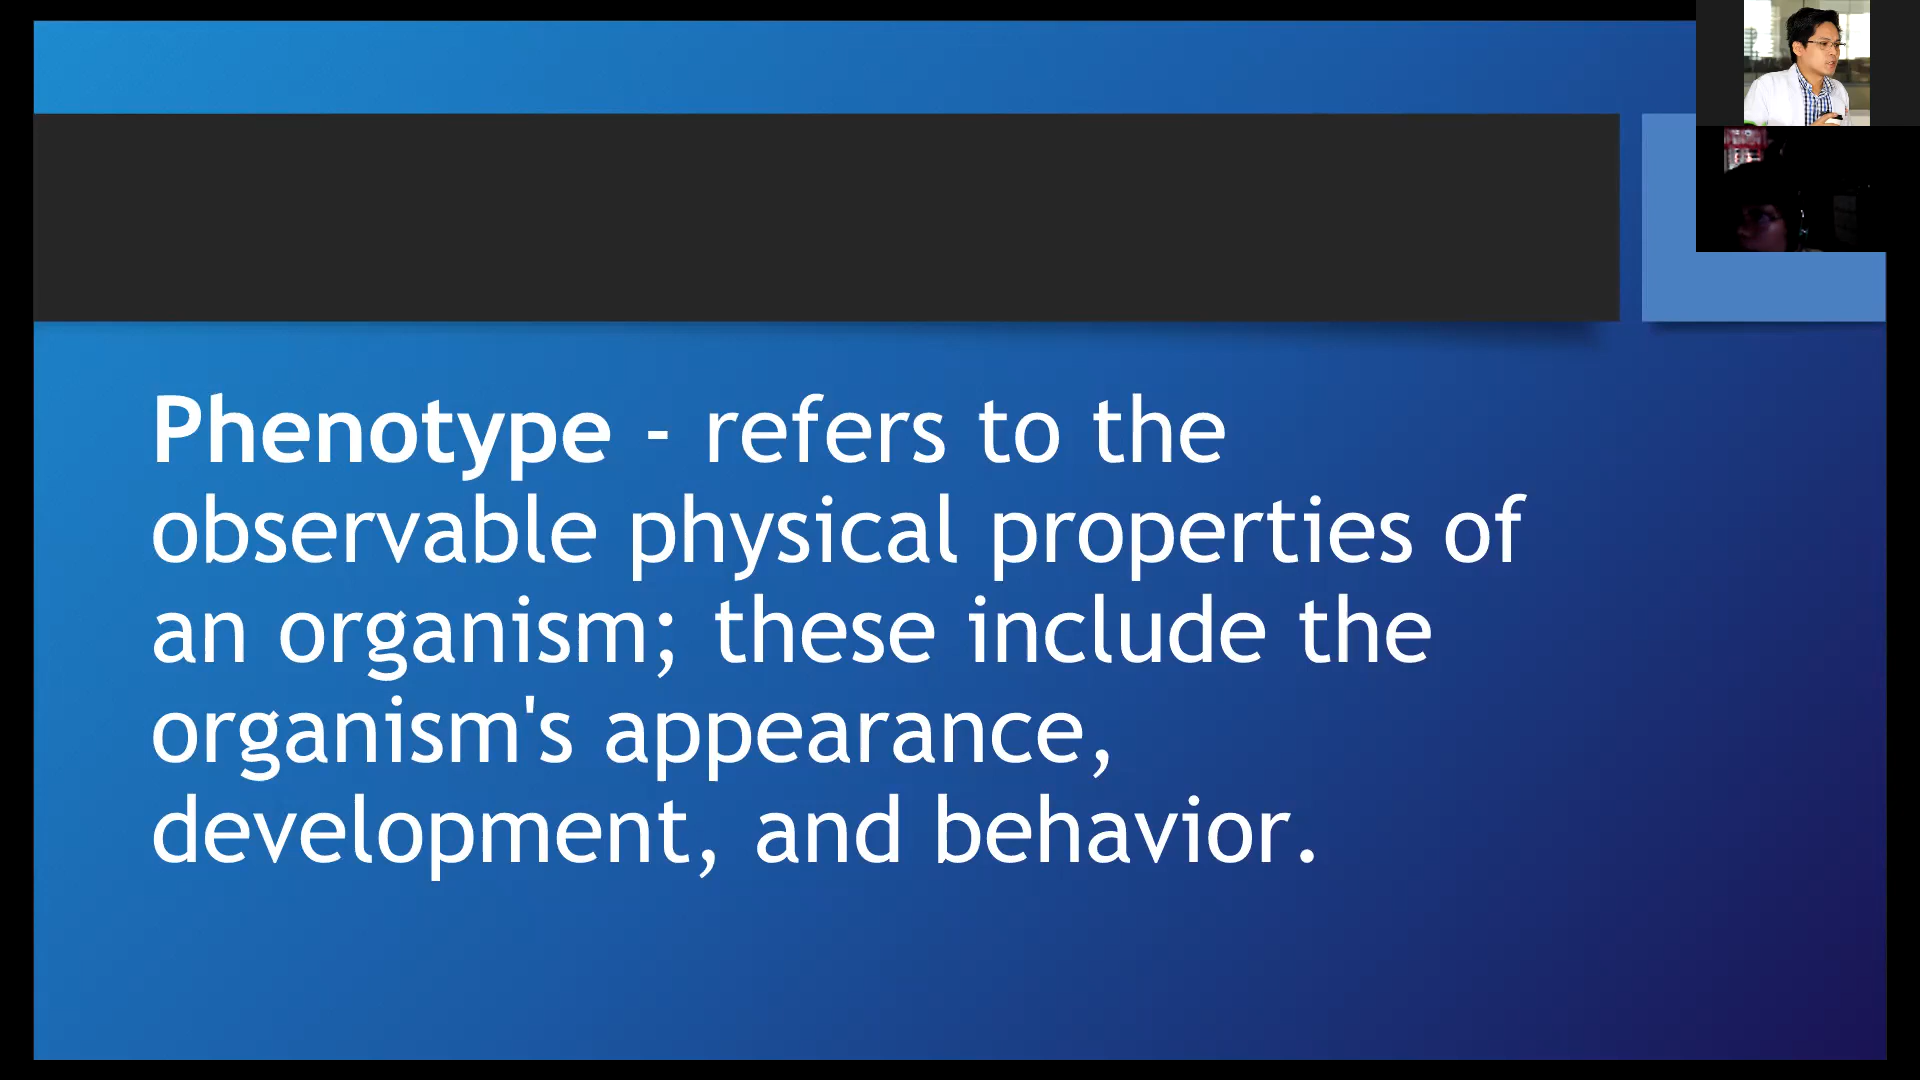 Phenotype - refers to the
observable physical properties of
an organism; these include the
organism's appearance,
development, and behavior.